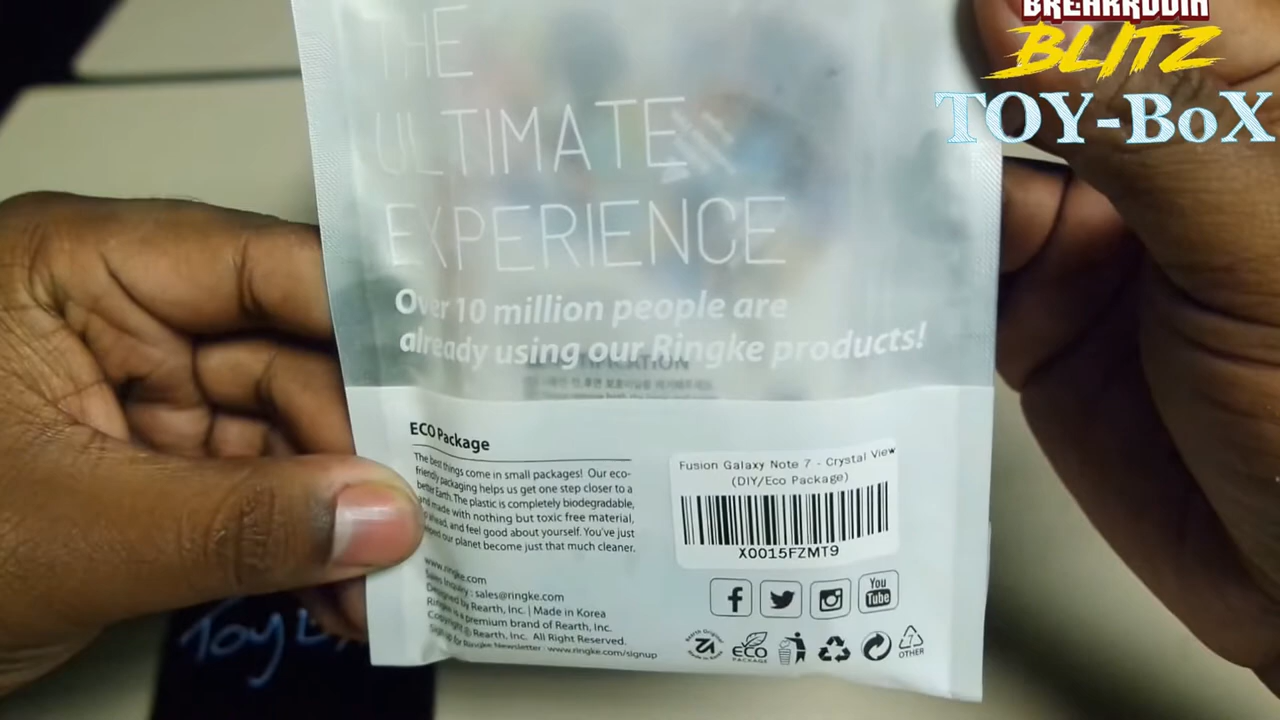 BREAKROOM
BLITZ
TOY-BoX
THE
ULTIMATE
EXPERIENCE
Over 10 million people are
already using our Ringke products!
ECO Package
The best things come in small packages! Our eco-
friendly packaging helps us get one step closer to a
better Earth. The plastic is completely biodegradable,
and made with nothing but toxic free material,
ahead, and feel good about yourself. You've just
helped our planet become just that much cleaner.
Fusion Galaxy Note 7 - Crystal View
(DIY/Eco Package)
X0015FZMT9
www.ringke.com
Sales Inquiry : sales@ringke.com
Designed by Rearth, Inc. | Made in Korea
Ringke is a premium brand of Rearth, Inc.
Copyright © Rearth, Inc. All Right Reserved.
Sign up for Ringke Newsletter · www.ringke.com/signup
You
Tube
ECO
PACKAGE
7
OTHER
Toy